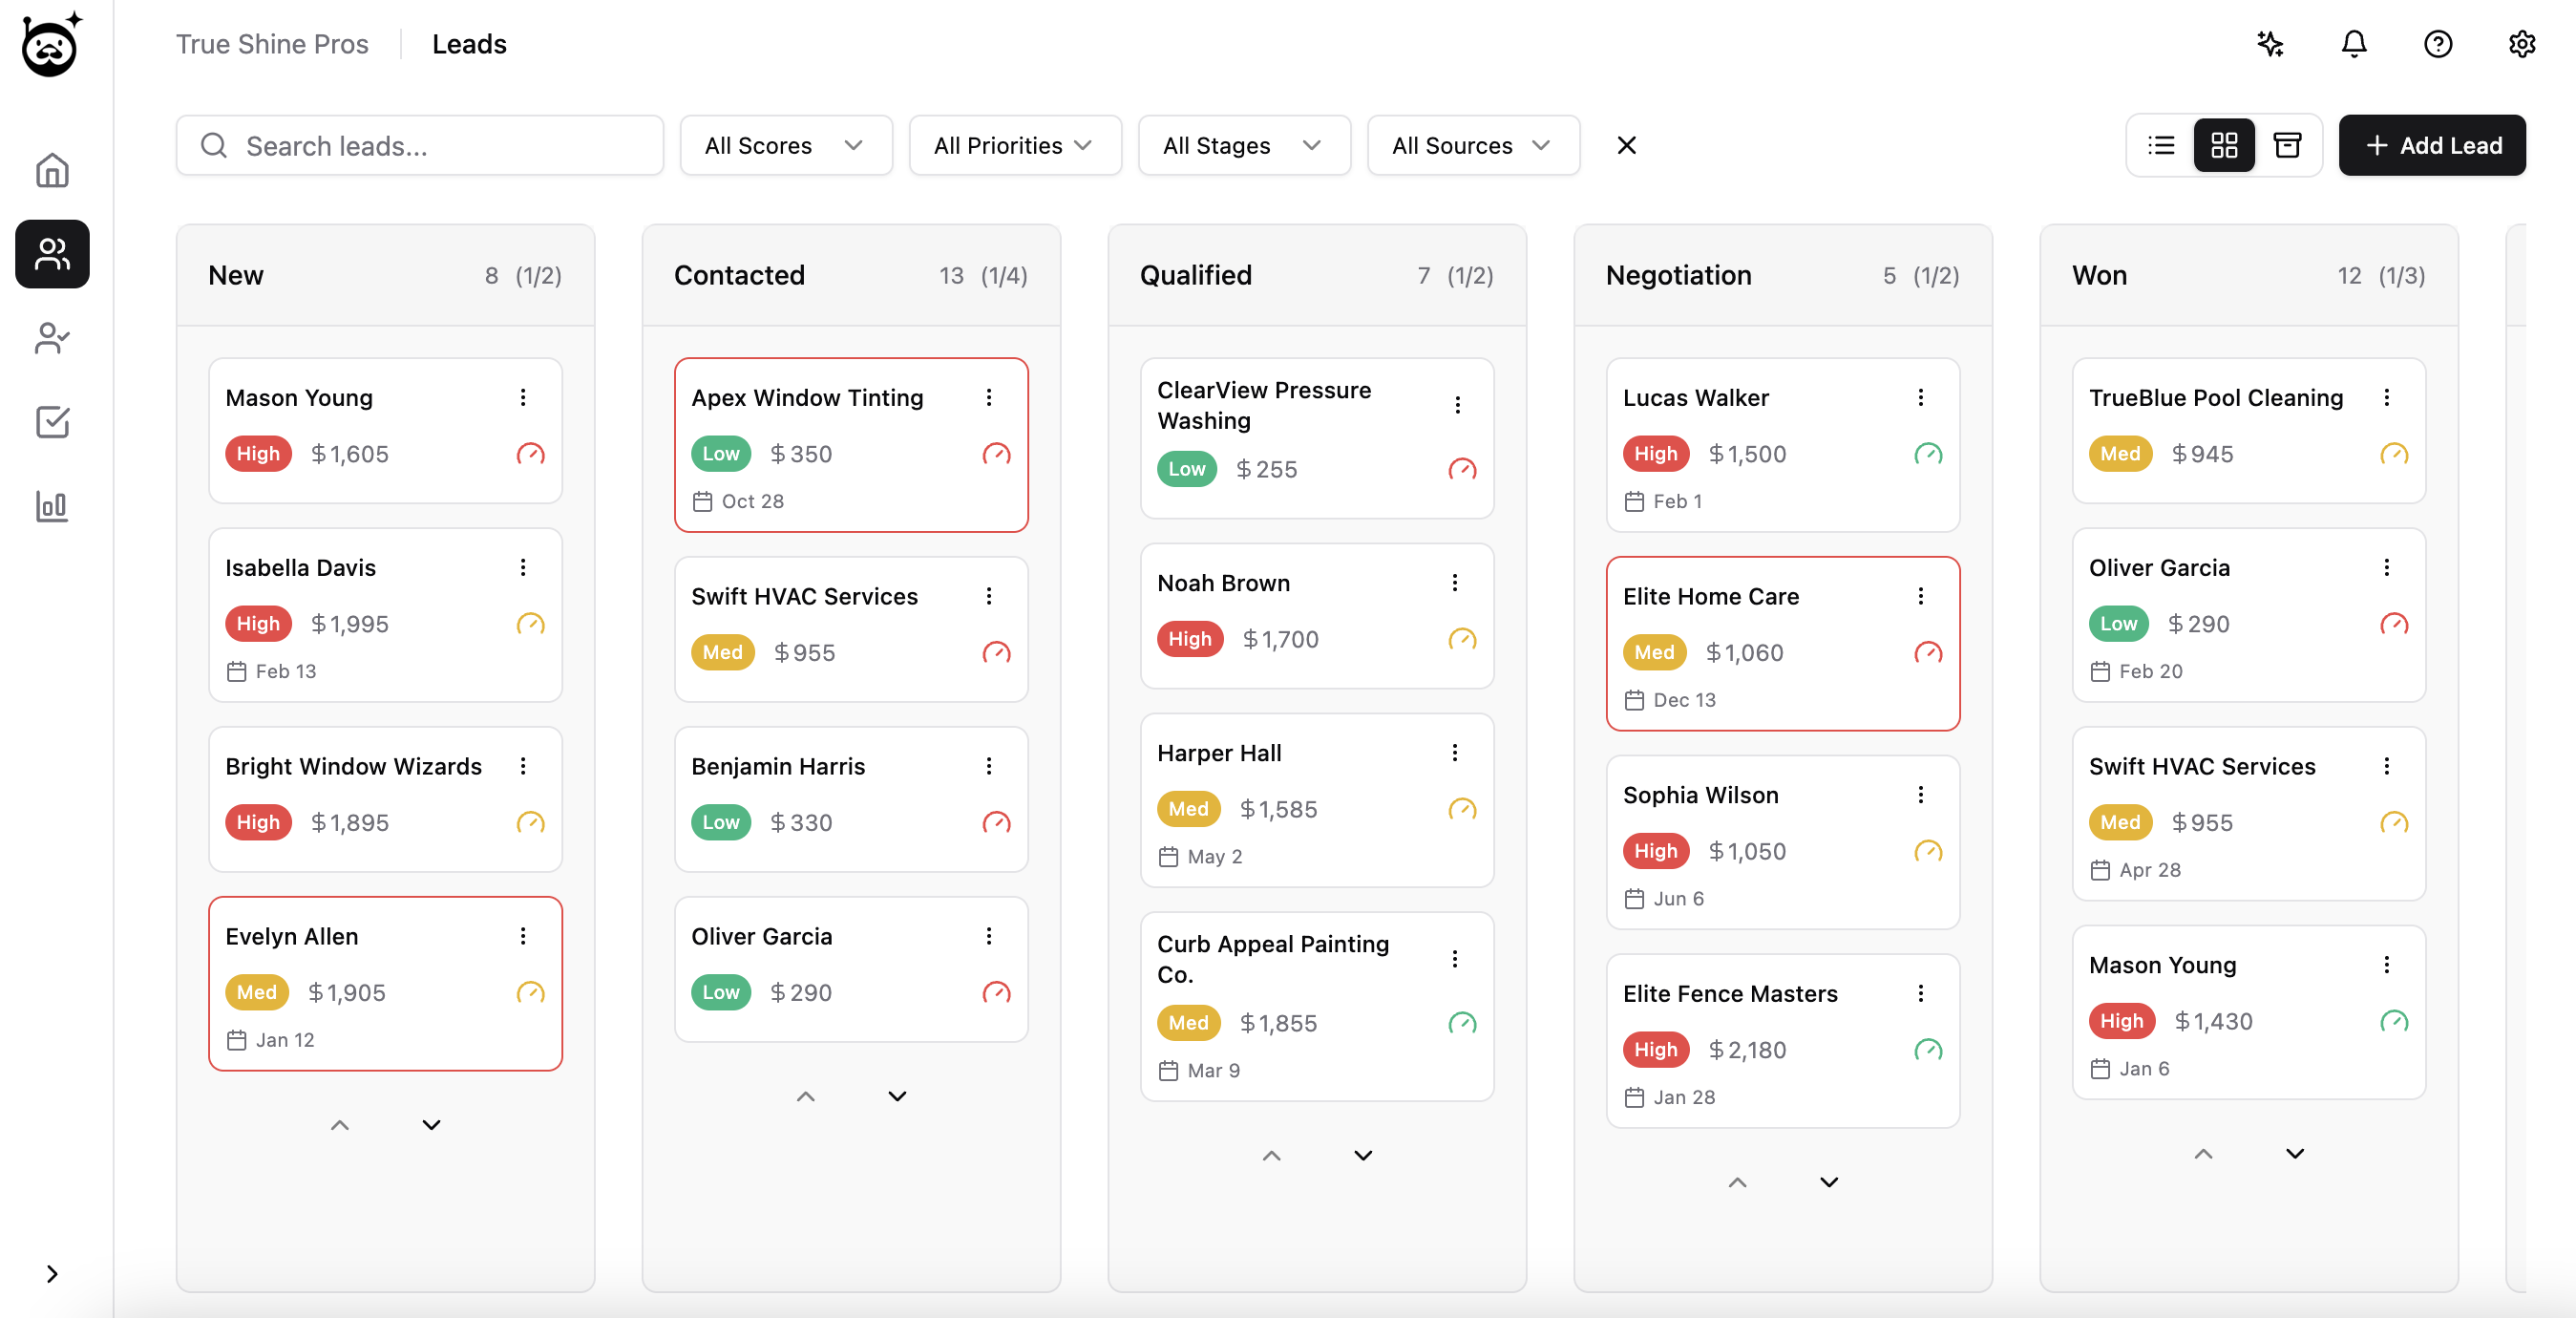 True Shine Pros
Leads
Search leads...
All Scores
All Priorities
All Stages
All Sources
Add Lead
New 8 (1/2)
Mason Young
High $1,605
Isabella Davis
High $1,995
Feb 13
Bright Window Wizards
High $1,895
Evelyn Allen
Med $1,905
Jan 12
Contacted 13 (1/4)
Apex Window Tinting
Low $350
Oct 28
Swift HVAC Services
Med $955
Benjamin Harris
Low $330
Oliver Garcia
Low $290
Qualified 7 (1/2)
ClearView Pressure
Washing
Low $255
Noah Brown
High $1,700
Harper Hall
Med $1,585
May 2
Curb Appeal Painting
Co.
Med $1,855
Mar 9
Negotiation 5 (1/2)
Lucas Walker
High $1,500
Feb 1
Elite Home Care
Med $1,060
Dec 13
Sophia Wilson
High $1,050
Jun 6
Elite Fence Masters
High $2,180
Jan 28
Won 12 (1/3)
TrueBlue Pool Cleaning
Med $945
Oliver Garcia
Low $290
Feb 20
Swift HVAC Services
Med $955
Apr 28
Mason Young
High $1,430
Jan 6